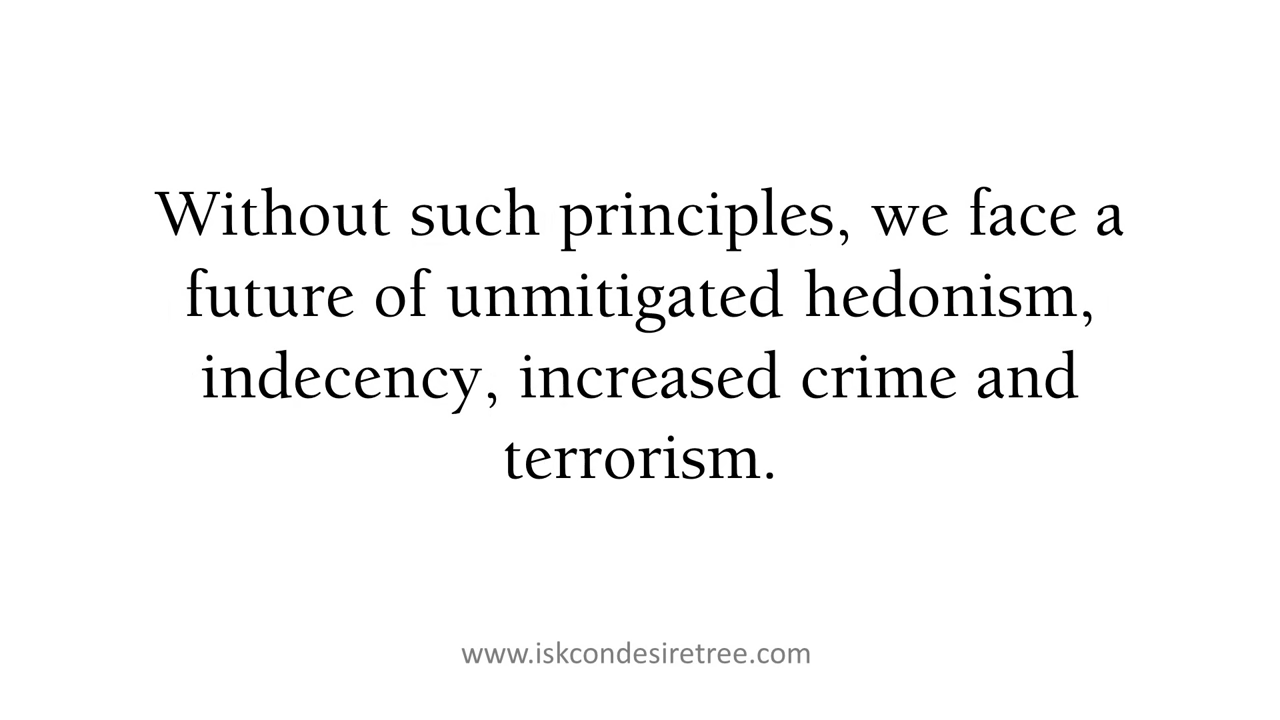 Without such principles, we face a
future of unmitigated hedonism,
indecency, increased crime and
terrorism.
www.iskcondesiretree.com